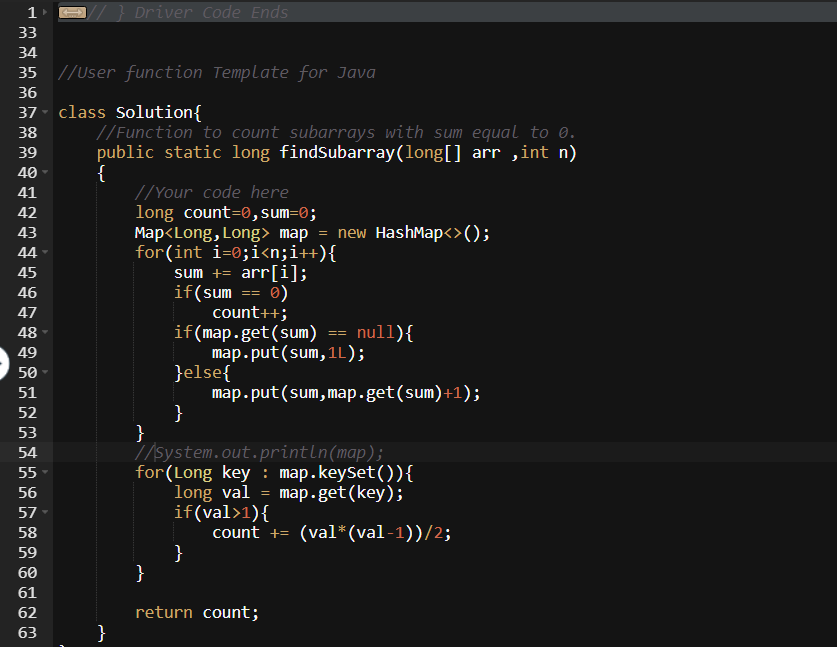 1 // } Driver Code Ends
33
34
35 //User function Template for Java
36
37 class Solution{
38     //Function to count subarrays with sum equal to 0.
39     public static long findSubarray(long[] arr ,int n)
40     {
41         //Your code here
42         long count=0,sum=0;
43         Map<Long,Long> map = new HashMap<>();
44         for(int i=0;i<n;i++){
45             sum += arr[i];
46             if(sum == 0)
47                 count++;
48             if(map.get(sum) == null){
49                 map.put(sum,1L);
50             }else{
51                 map.put(sum,map.get(sum)+1);
52             }
53         }
54         //System.out.println(map);
55         for(Long key : map.keySet()){
56             long val = map.get(key);
57             if(val>1){
58                 count += (val*(val-1))/2;
59             }
60         }
61
62         return count;
63     }